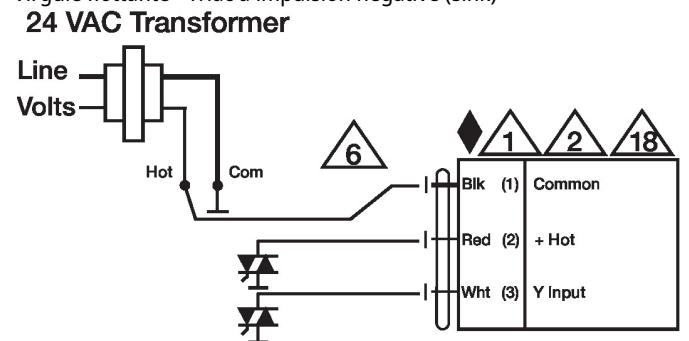 24 VAC Transformer
Line
Volts
Hot
Com
6
1
2
18
Blk (1) Common
Red (2) + Hot
Wht (3) Y Input